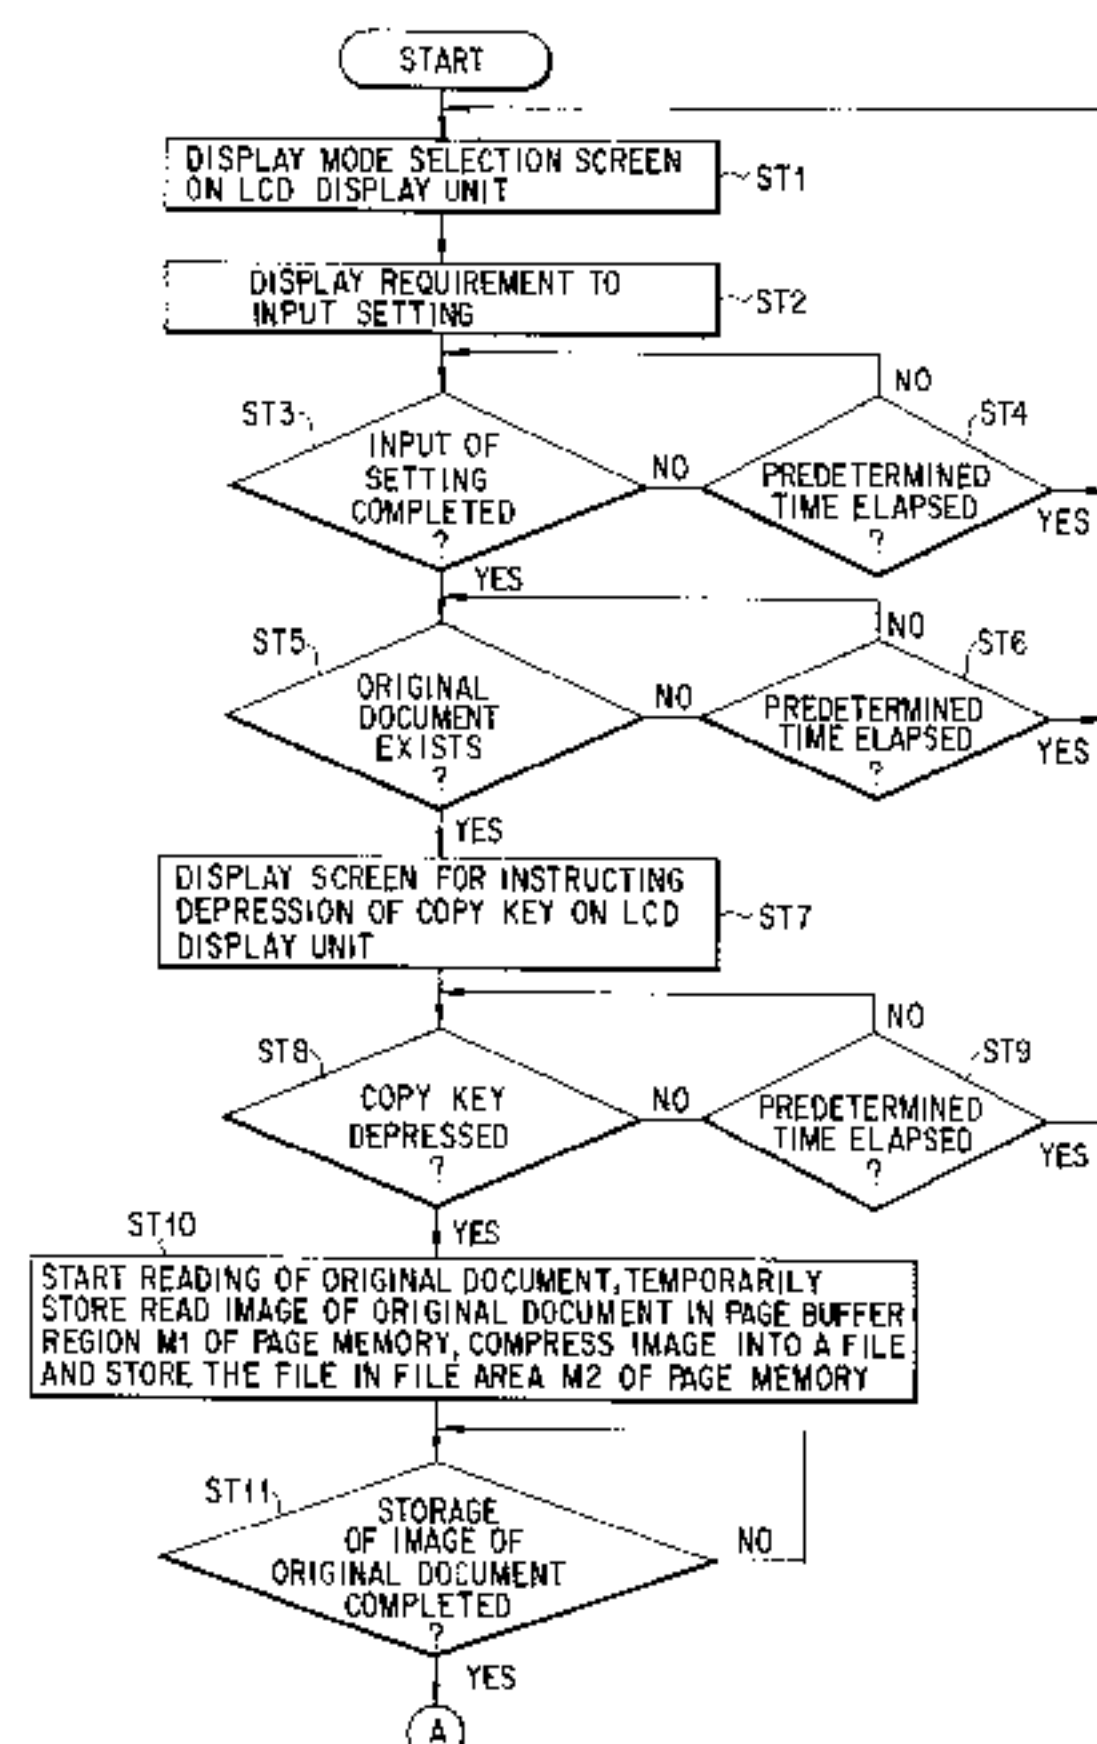 START
DISPLAY MODE SELECTION SCREEN
ON LCD DISPLAY UNIT
ST1
DISPLAY REQUIREMENT TO
INPUT SETTING
ST2
ST3
INPUT OF
SETTING
COMPLETED
?
NO
YES
ST4
PREDETERMINED
TIME ELAPSED
?
NO
YES
ST5
ORIGINAL
DOCUMENT
EXISTS
?
NO
YES
ST6
PREDETERMINED
TIME ELAPSED
?
NO
YES
DISPLAY SCREEN FOR INSTRUCTING
DEPRESSION OF COPY KEY ON LCD
DISPLAY UNIT
ST7
ST8
COPY KEY
DEPRESSED
?
NO
YES
ST9
PREDETERMINED
TIME ELAPSED
?
NO
YES
ST10
START READING OF ORIGINAL DOCUMENT, TEMPORARILY
STORE READ IMAGE OF ORIGINAL DOCUMENT IN PAGE BUFFER
REGION M1 OF PAGE MEMORY, COMPRESS IMAGE INTO A FILE
AND STORE THE FILE IN FILE AREA M2 OF PAGE MEMORY
ST11
STORAGE
OF IMAGE OF
ORIGINAL DOCUMENT
COMPLETED
?
NO
YES
A